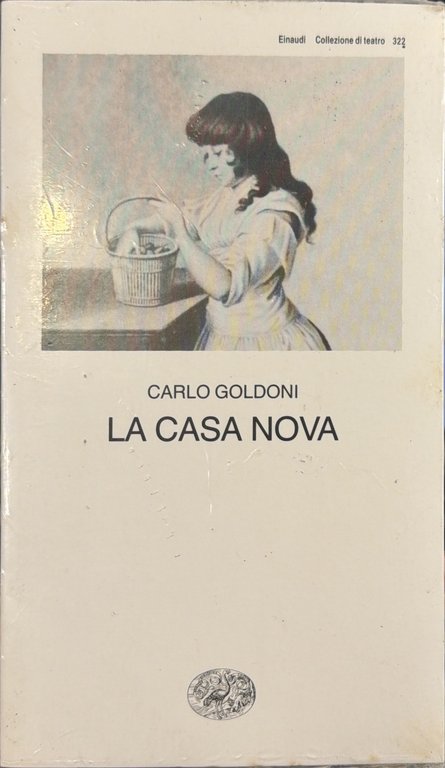 Einaudi Collezione di teatro 322
CARLO GOLDONI
LA CASA NOVA